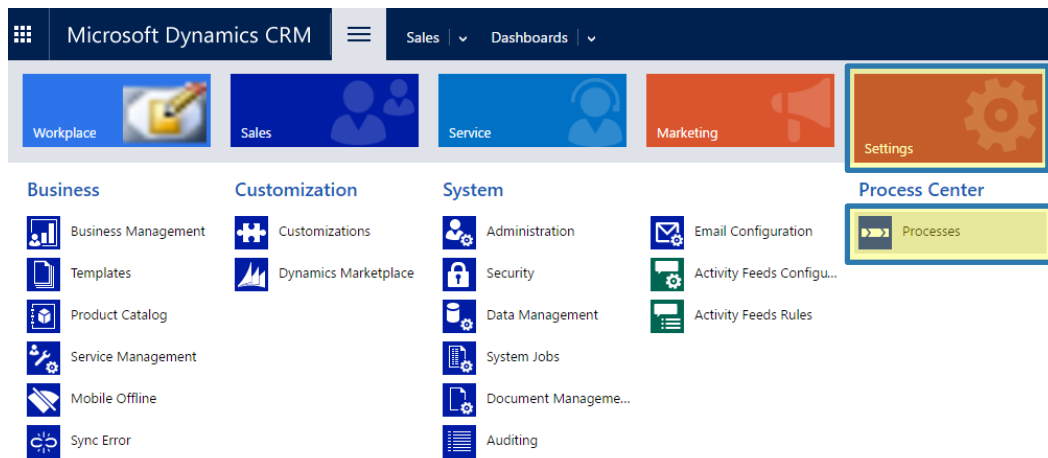 Microsoft Dynamics CRM Sales Dashboards
Workplace Sales Service Marketing Settings
Business Customization System Process Center
Business Management Customizations Administration Email Configuration Processes
Templates Dynamics Marketplace Security Activity Feeds Configu...
Product Catalog Data Management Activity Feeds Rules
Service Management System Jobs
Mobile Offline Document Manageme...
Sync Error Auditing